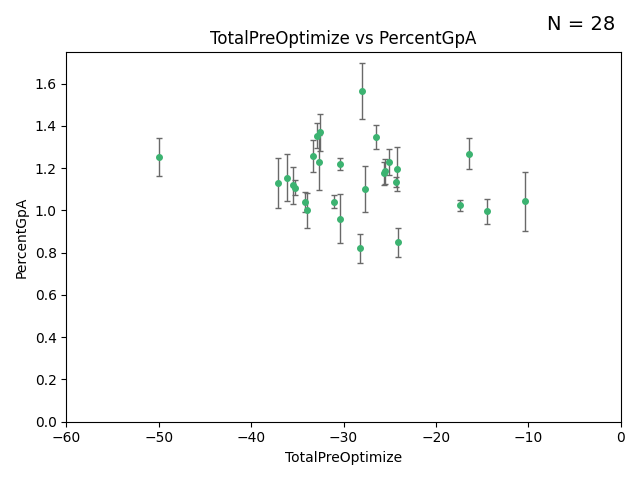 N = 28
TotalPreOptimize vs PercentGpA
1.6
1.4
1.2
1.0
0.8
0.6
0.4
0.2
0.0
PercentGpA
−60 −50 −40 −30 −20 −10 0
TotalPreOptimize